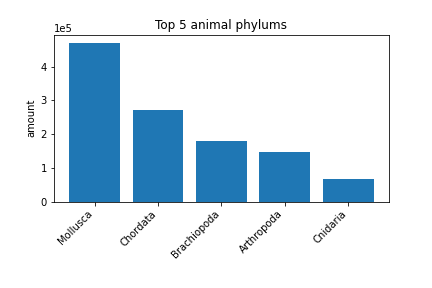 Top 5 animal phylums
1e5
4
3
2
1
0
amount
Mollusca
Chordata
Brachiopoda
Arthropoda
Cnidaria